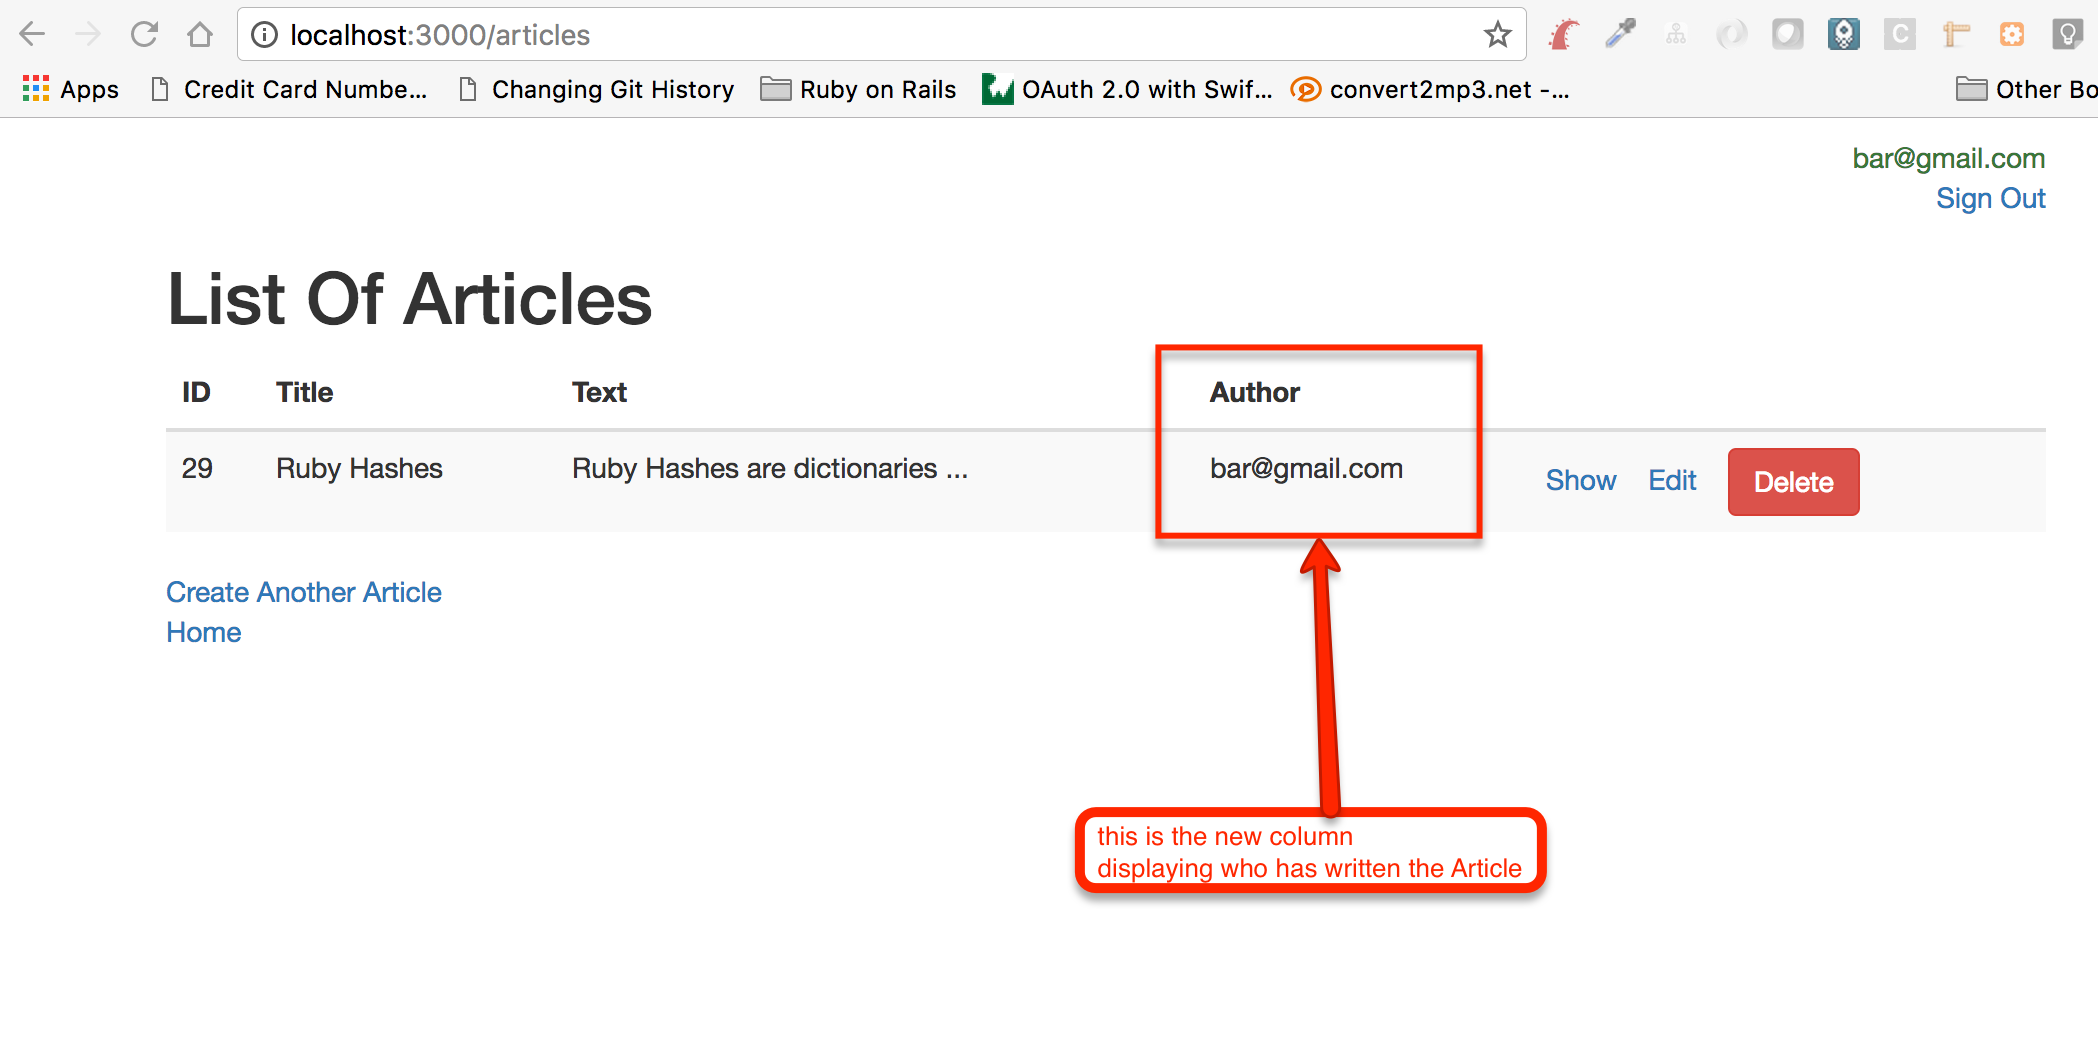 localhost:3000/articles
Apps Credit Card Numbe... Changing Git History Ruby on Rails OAuth 2.0 with Swif... convert2mp3.net -... Other Bo
bar@gmail.com
Sign Out
List Of Articles
ID Title Text Author
29 Ruby Hashes Ruby Hashes are dictionaries ... bar@gmail.com Show Edit Delete
Create Another Article
Home
this is the new column
displaying who has written the Article